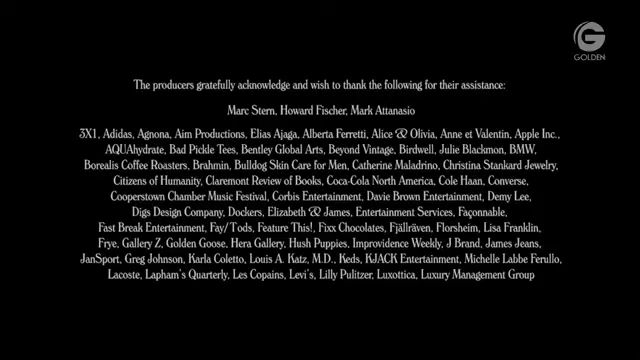 GOLDEN
The producers gratefully acknowledge and wish to thank the following for their assistance:
Marc Stern, Howard Fischer, Mark Attanasio
3X1, Adidas, Agnona, Aim Productions, Elias Ajaga, Alberta Ferretti, Alice & Olivia, Anne et Valentin, Apple Inc.,
AQUAhydrate, Bad Pickle Tees, Bentley Global Arts, Beyond Vintage, Birdwell, Julie Blackmon, BMW,
Borealis Coffee Roasters, Brahmin, Bulldog Skin Care for Men, Catherine Maladrino, Christina Stankard Jewelry,
Citizens of Humanity, Claremont Review of Books, Coca-Cola North America, Cole Haan, Converse,
Cooperstown Chamber Music Festival, Corbis Entertainment, Davie Brown Entertainment, Demy Lee,
Digs Design Company, Dockers, Elizabeth & James, Entertainment Services, Façonnable,
Fast Break Entertainment, Fay/Tods, Feature This!, Fixx Chocolates, Fjällräven, Florsheim, Lisa Franklin,
Frye, Gallery Z, Golden Goose, Hera Gallery, Hush Puppies, Improvidence Weekly, J Brand, James Jeans,
JanSport, Greg Johnson, Karla Coletto, Louis A. Katz, M.D., Keds, KJACK Entertainment, Michelle Labbe Ferullo,
Lacoste, Lapham's Quarterly, Les Copains, Levi's, Lilly Pulitzer, Luxottica, Luxury Management Group